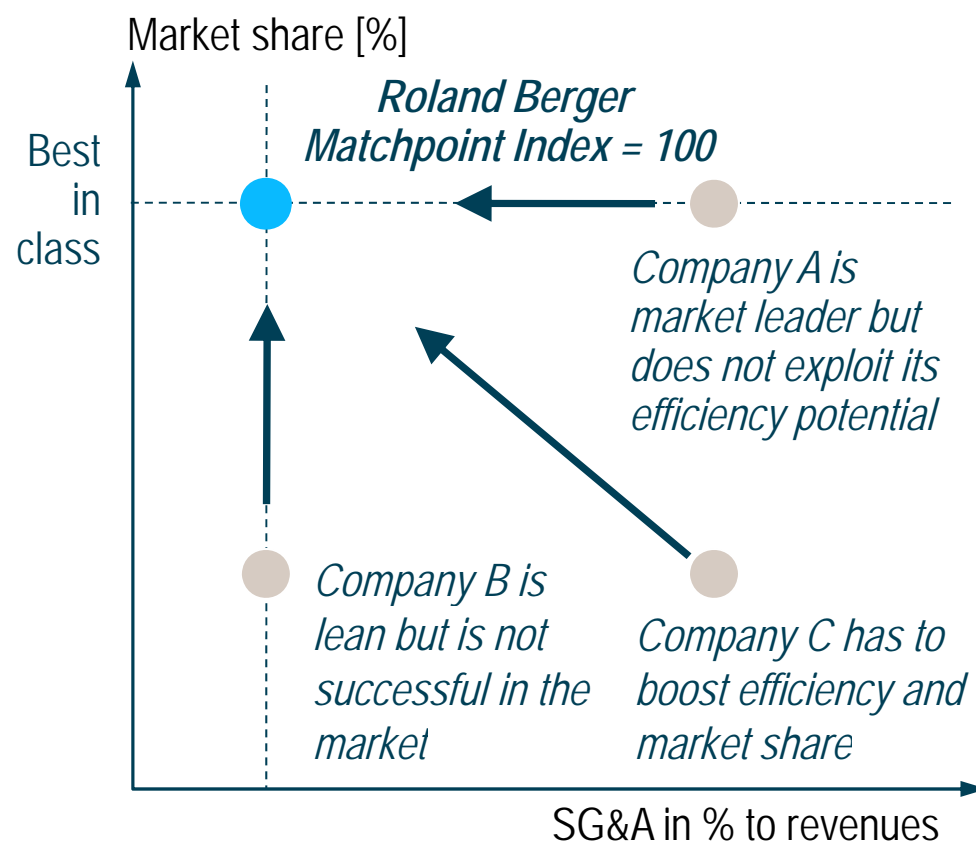 Market share [%]
Roland Berger
Matchpoint Index = 100
Best
in
class
Company A is
market leader but
does not exploit its
efficiency potential
Company B is
lean but is not
successful in the
market
Company C has to
boost efficiency and
market share
SG&A in % to revenues